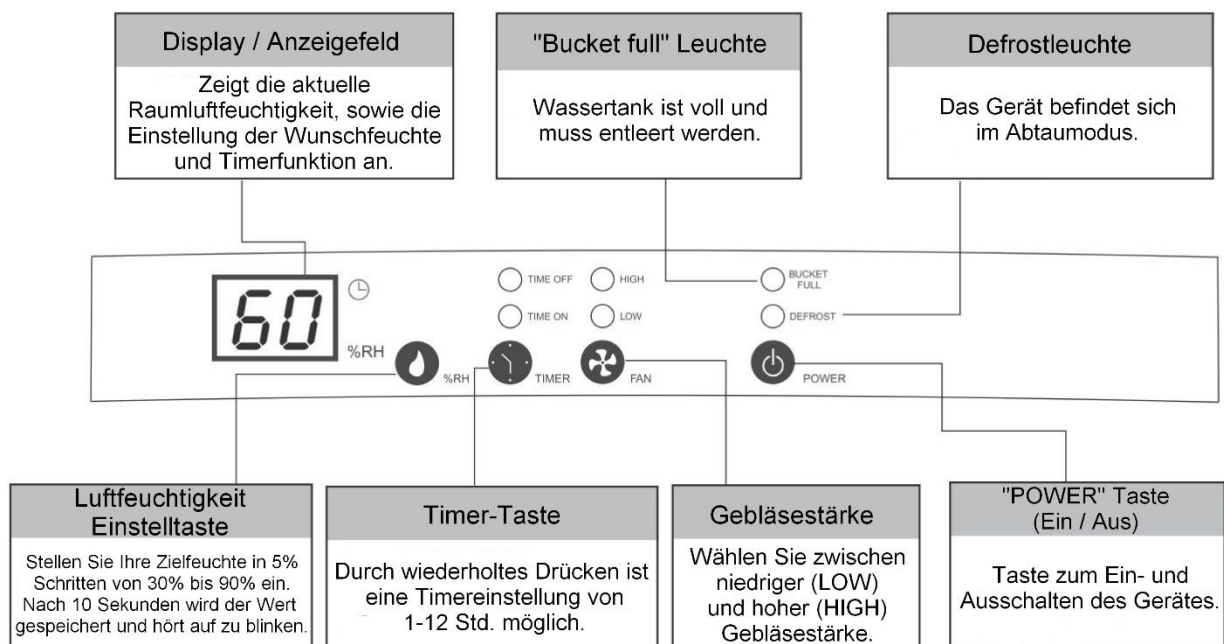 Display / Anzeigefeld
Zeigt die aktuelle
Raumluftfeuchtigkeit, sowie die
Einstellung der Wunschfeuchte
und Timerfunktion an.
"Bucket full" Leuchte
Wassertank ist voll und
muss entleert werden.
Defrostleuchte
Das Gerät befindet sich
im Abtaumodus.
60
%RH
%RH
TIME OFF
TIME ON
TIMER
HIGH
LOW
FAN
BUCKET
FULL
DEFROST
POWER
Luftfeuchtigkeit
Einstelltaste
Stellen Sie Ihre Zielfeuchte in 5%
Schritten von 30% bis 90% ein.
Nach 10 Sekunden wird der Wert
gespeichert und hört auf zu blinken.
Timer-Taste
Durch wiederholtes Drücken ist
eine Timereinstellung von
1-12 Std. möglich.
Gebläsestärke
Wählen Sie zwischen
niedriger (LOW)
und hoher (HIGH)
Gebläsestärke.
"POWER" Taste
(Ein / Aus)
Taste zum Ein- und
Ausschalten des Gerätes.